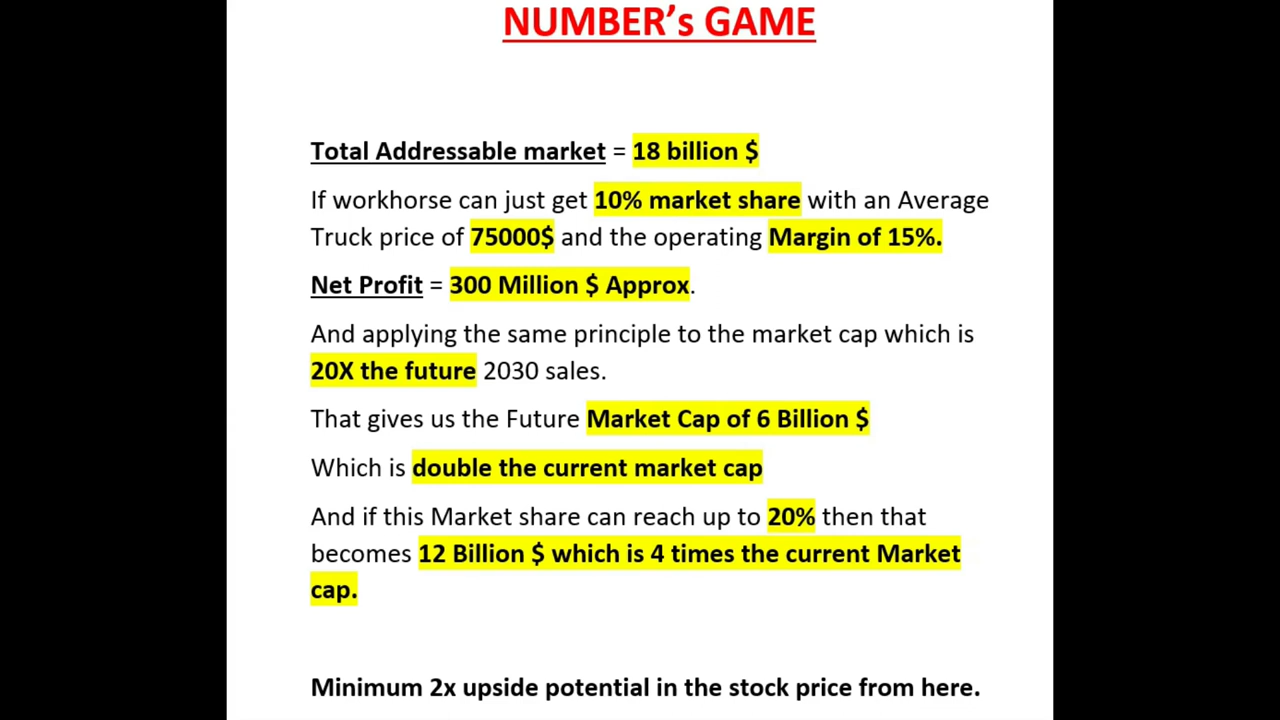 NUMBER’s GAME
Total Addressable market = 18 billion $
If workhorse can just get 10% market share with an Average
Truck price of 75000$ and the operating Margin of 15%.
Net Profit = 300 Million $ Approx.
And applying the same principle to the market cap which is
20X the future 2030 sales.
That gives us the Future Market Cap of 6 Billion $
Which is double the current market cap
And if this Market share can reach up to 20% then that
becomes 12 Billion $ which is 4 times the current Market
cap.
Minimum 2x upside potential in the stock price from here.